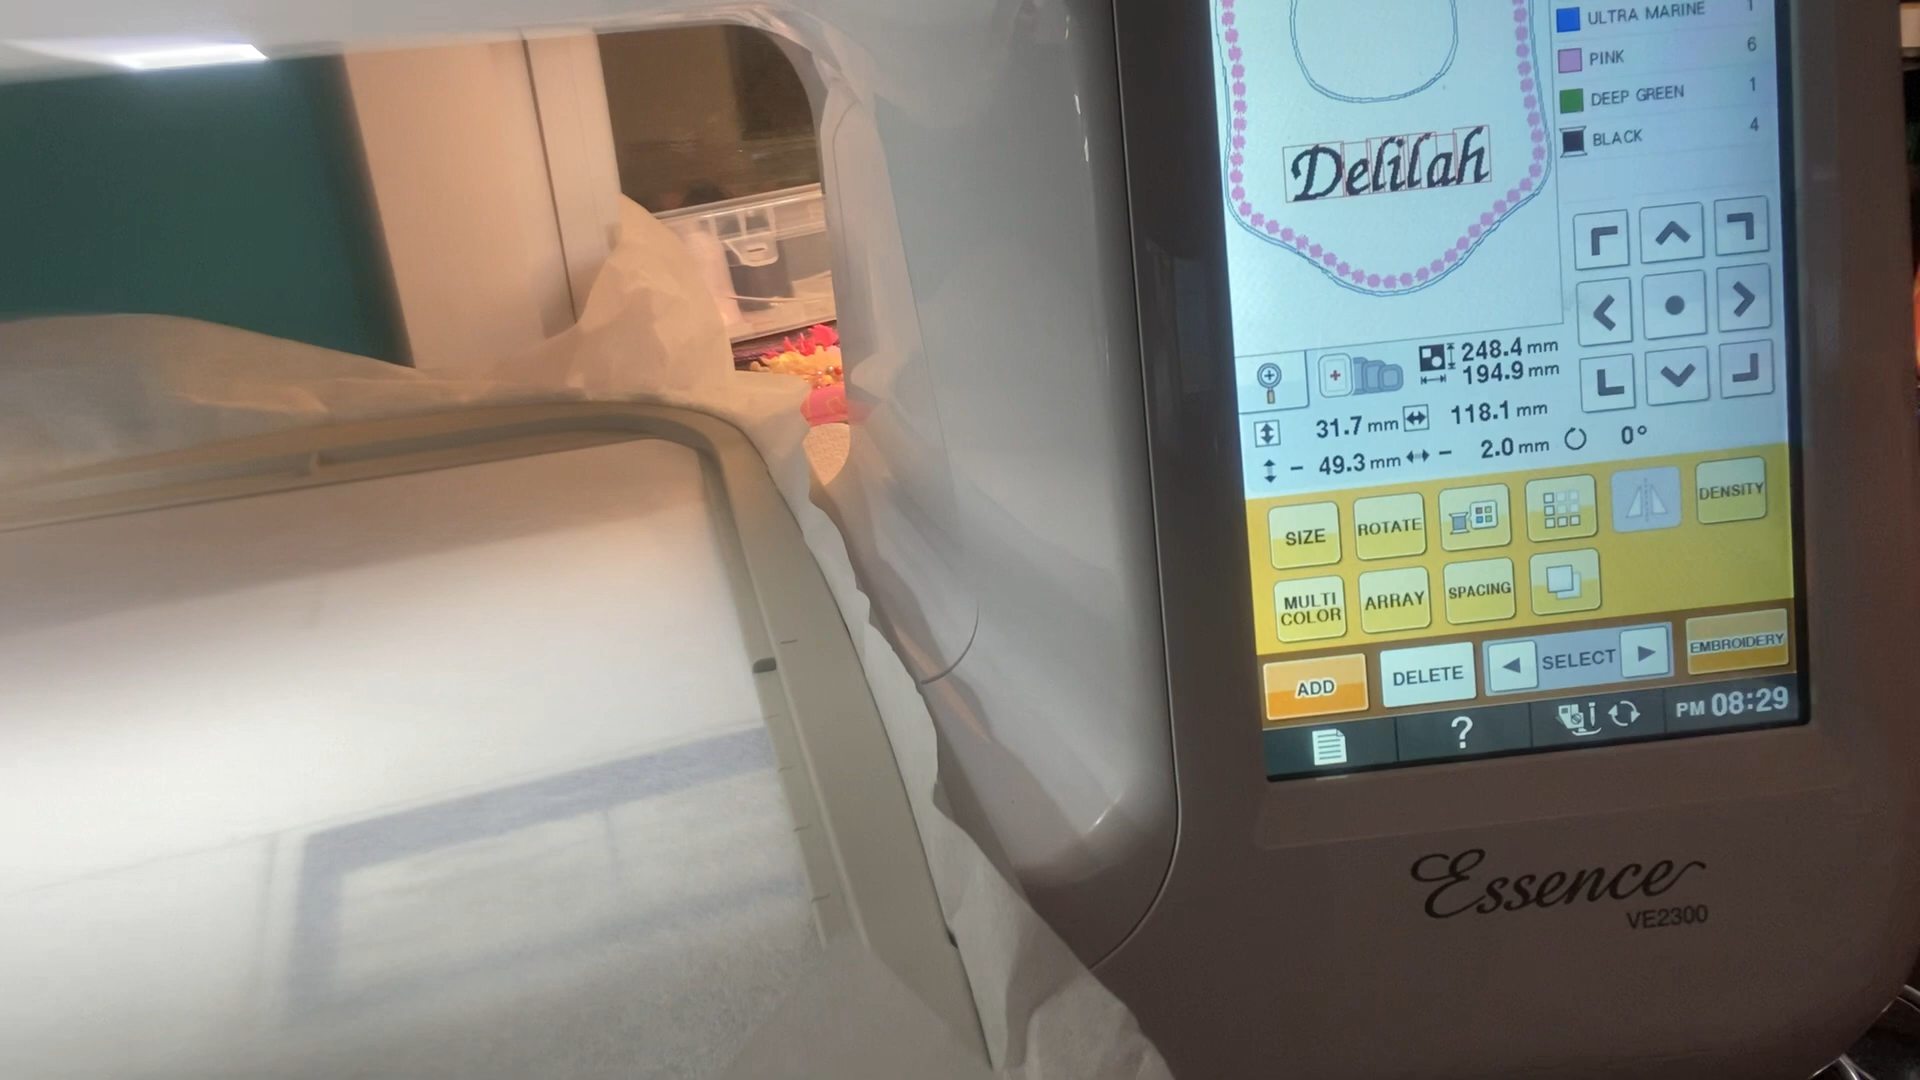 ULTRA MARINE 1
PINK 6
DEEP GREEN 1
BLACK 4
Delilah
248.4 mm
194.9 mm
31.7 mm 118.1 mm
- 49.3 mm - 2.0 mm 0°
SIZE ROTATE DENSITY
MULTI COLOR ARRAY SPACING
ADD DELETE SELECT EMBROIDERY
? PM 08:29
Essence
VE2300